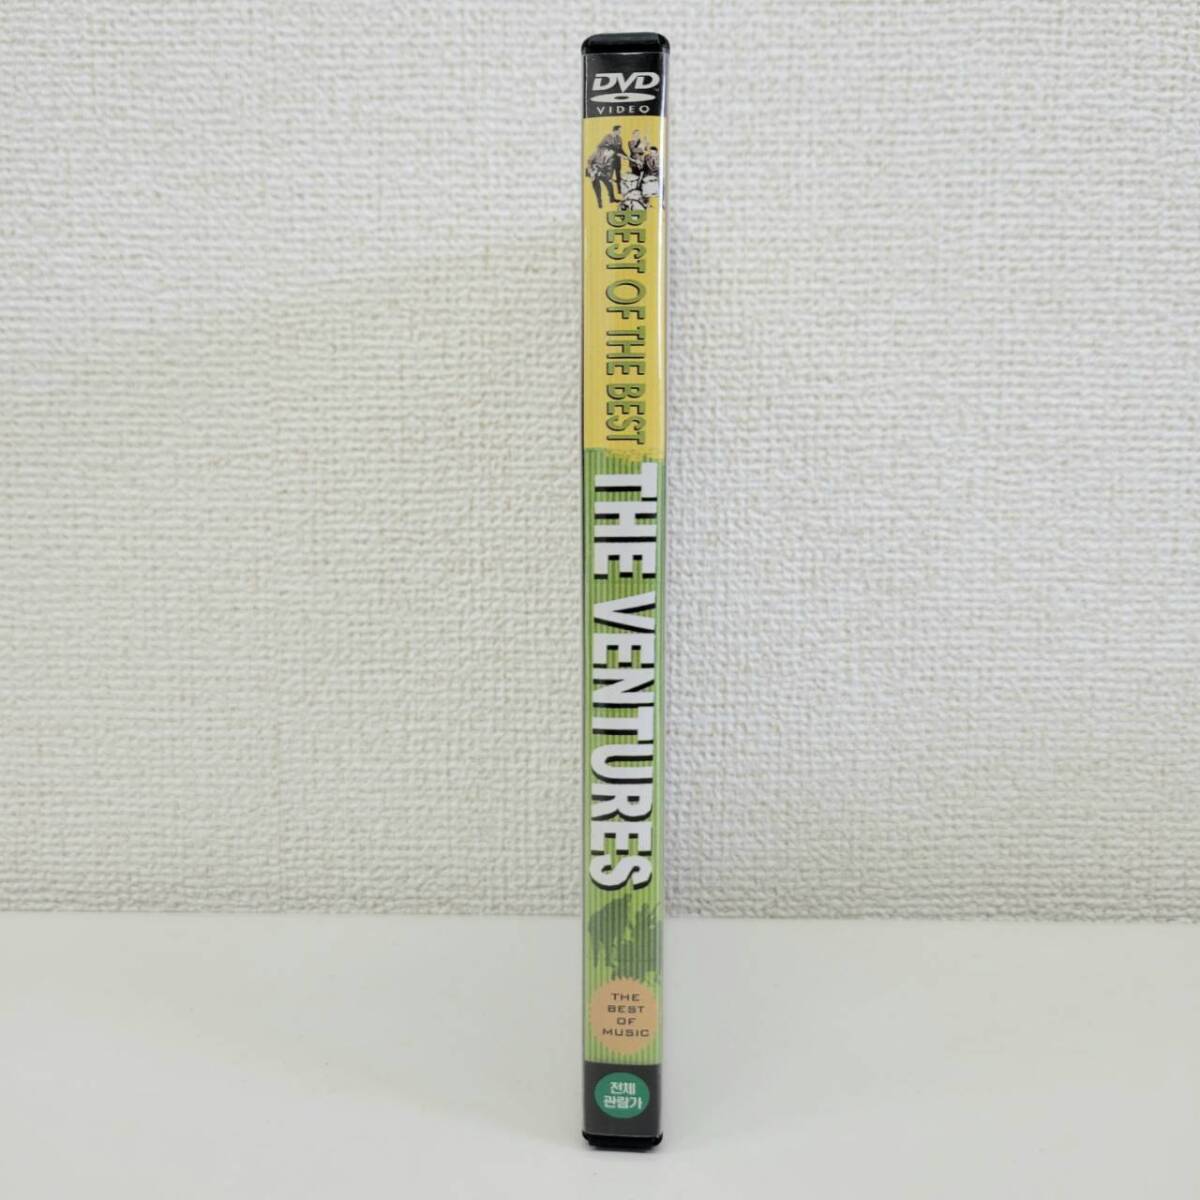 DVD
VIDEO
BEST OF THE BEST
THE VENTURES
THE
BEST
OF
MUSIC
전체
관람가